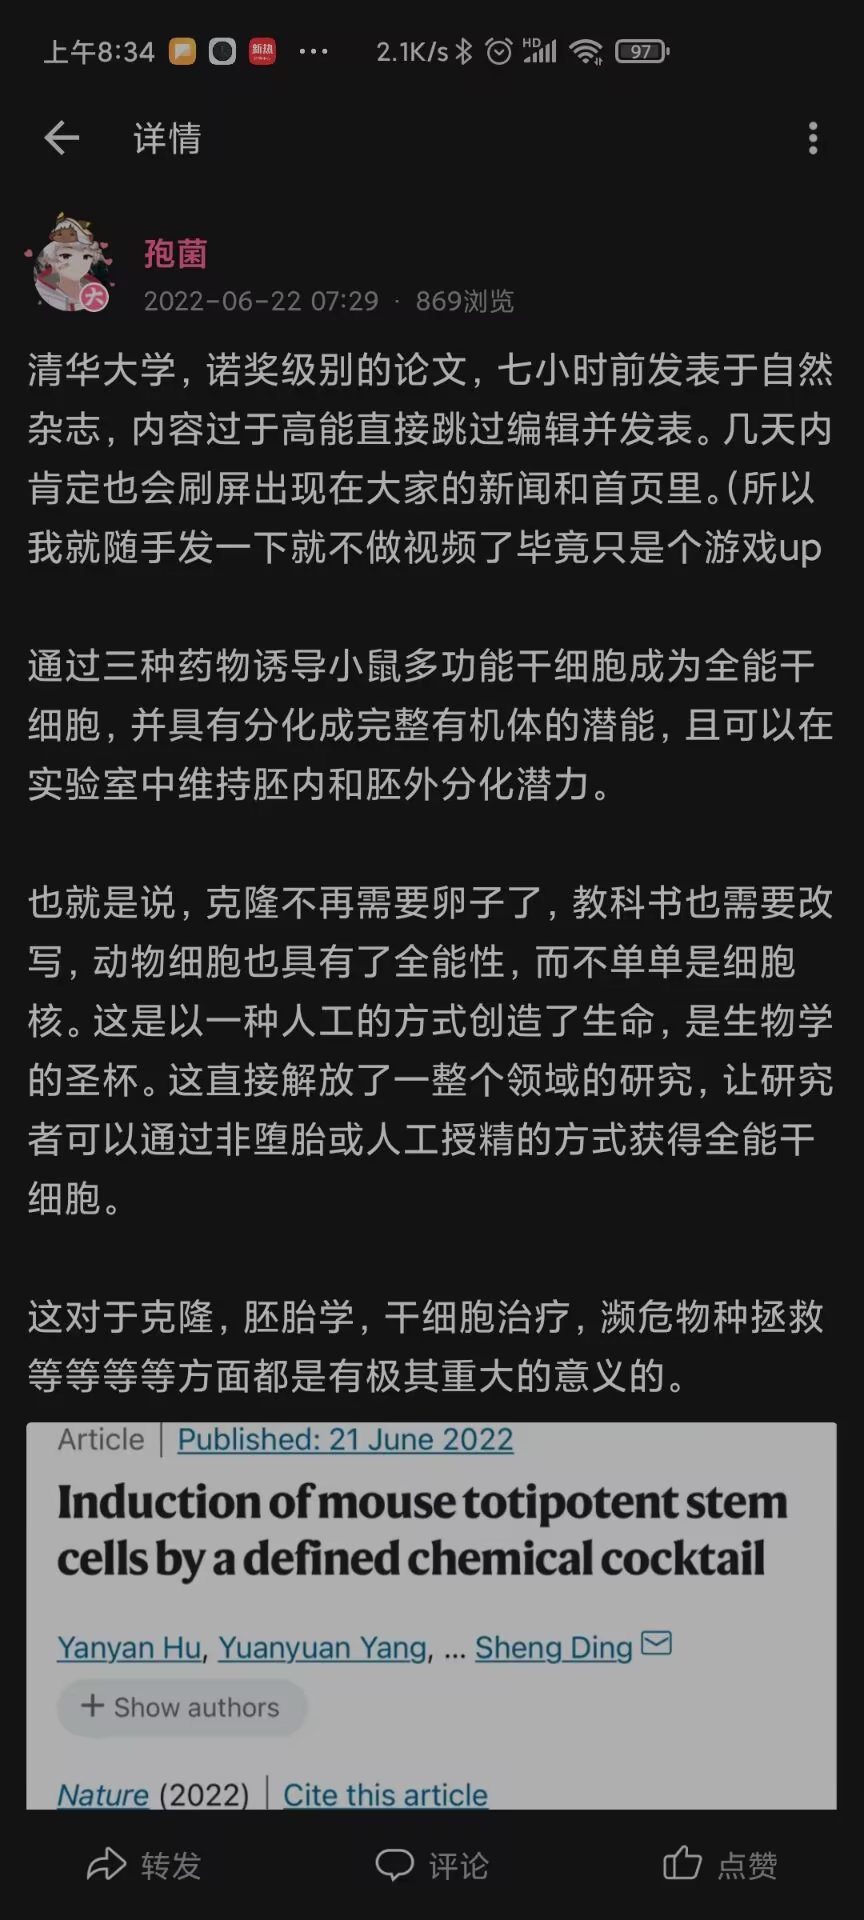 上午8:34 新热 ··· 2.1K/s HD 97
详情
孢菌
大
2022-06-22 07:29 · 869浏览
清华大学，诺奖级别的论文，七小时前发表于自然
杂志，内容过于高能直接跳过编辑并发表。几天内
肯定也会刷屏出现在大家的新闻和首页里。（所以
我就随手发一下就不做视频了毕竟只是个游戏up
通过三种药物诱导小鼠多功能干细胞成为全能干
细胞，并具有分化成完整有机体的潜能，且可以在
实验室中维持胚内和胚外分化潜力。
也就是说，克隆不再需要卵子了，教科书也需要改
写，动物细胞也具有了全能性，而不单单是细胞
核。这是以一种人工的方式创造了生命，是生物学
的圣杯。这直接解放了一整个领域的研究，让研究
者可以通过非堕胎或人工授精的方式获得全能干
细胞。
这对于克隆，胚胎学，干细胞治疗，濒危物种拯救
等等等等方面都是有极其重大的意义的。
Article | Published: 21 June 2022
Induction of mouse totipotent stem
cells by a defined chemical cocktail
Yanyan Hu, Yuanyuan Yang, ... Sheng Ding
+ Show authors
Nature (2022) | Cite this article
转发 评论 点赞